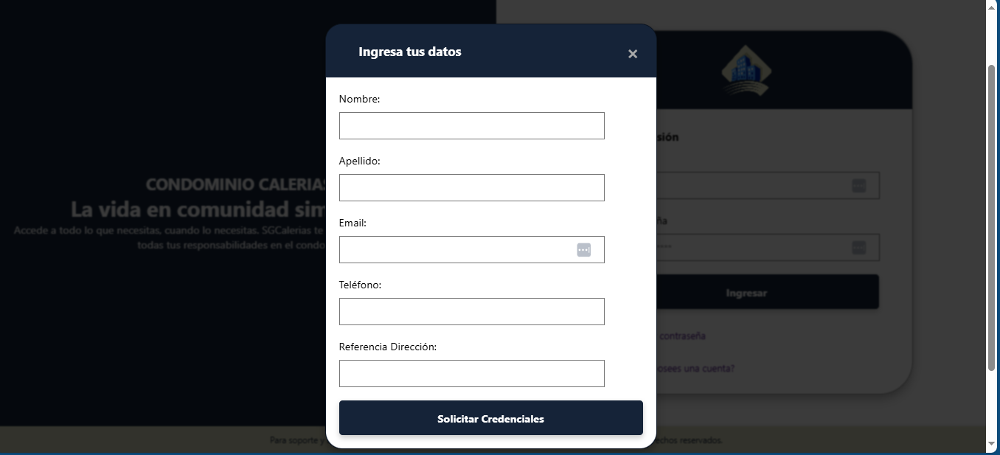 Ingresa tus datos
×
Nombre:
Apellido:
Email:
Teléfono:
Referencia Dirección:
Solicitar Credenciales
CONDOMINIO CALERIAS
La vida en comunidad sim
Accede a todo lo que necesitas, cuando lo necesitas. SGCalerias te
todas tus responsabilidades en el condo
sión
ña
Ingresar
contraseña
osees una cuenta?
Para soporte y
echos reservados.